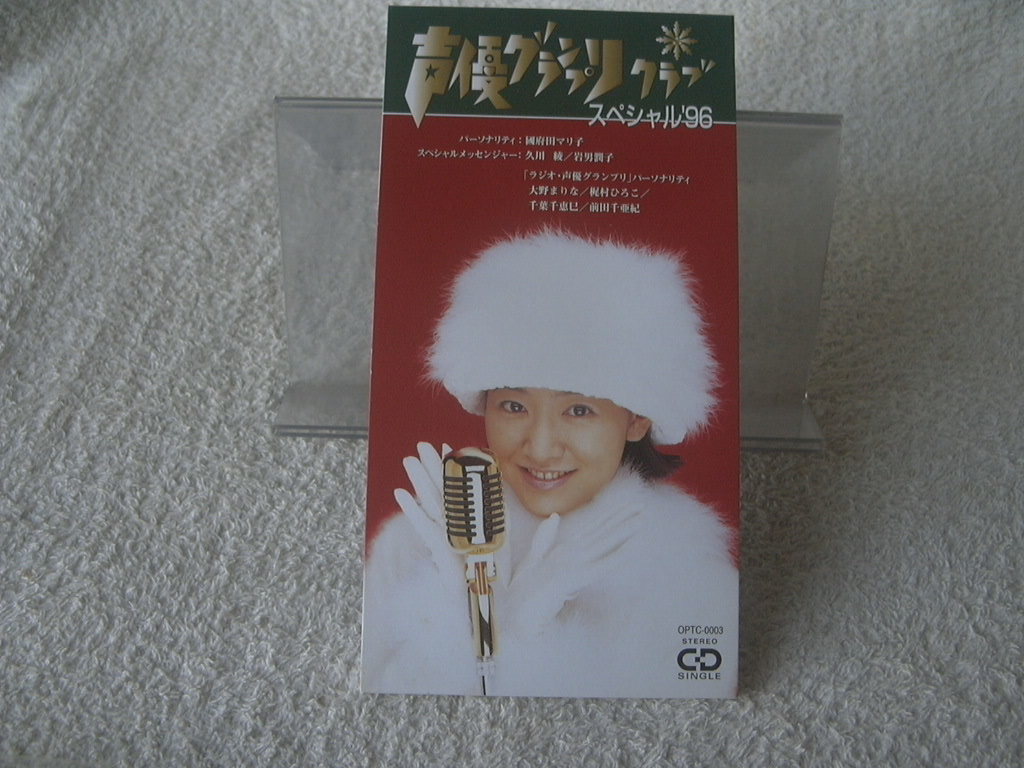 声優グランプリ クラブ
スペシャル'96
パーソナリティ：國府田マリ子
スペシャルメッセンジャー：久川 綾／岩男潤子
「ラジオ・声優グランプリ」パーソナリティ
大野まりな／梶村ひろこ／
千葉千恵巳／前田千亜紀
OPTC-0003
STEREO
CD
SINGLE